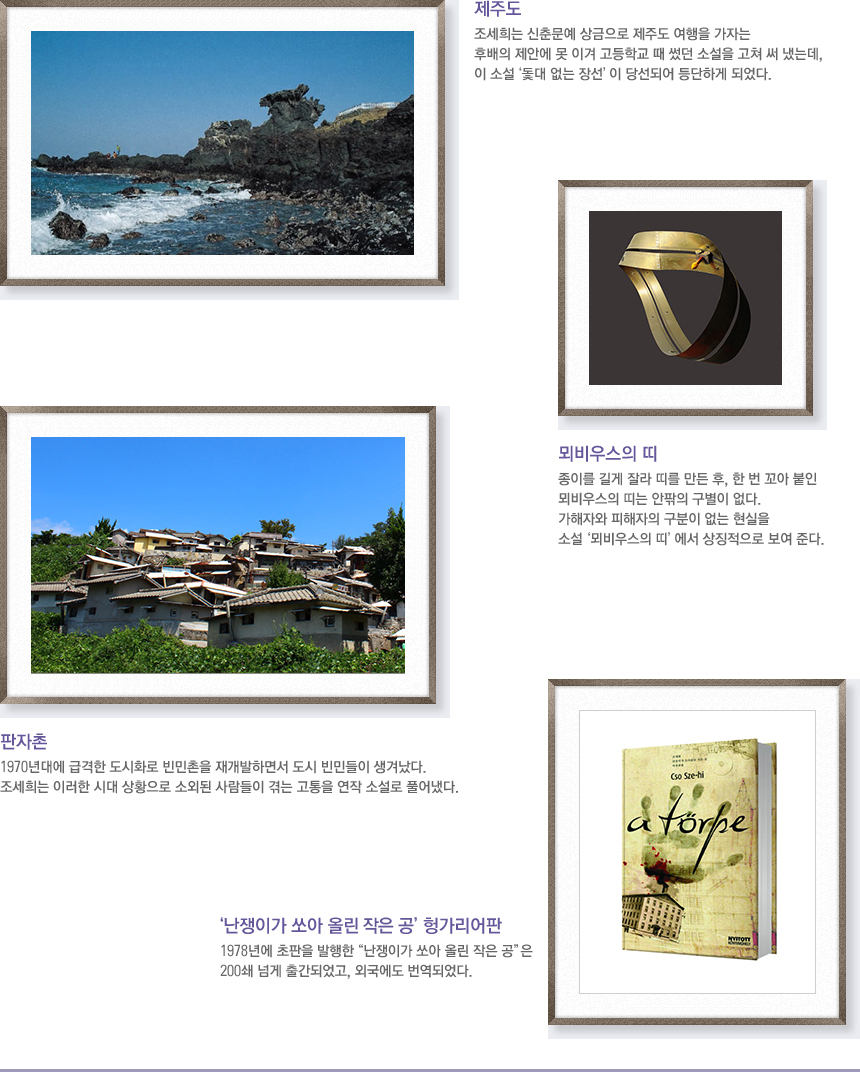 제주도
조세희는 신춘문예 상금으로 제주도 여행을 가자는
후배의 제안에 못 이겨 고등학교 때 썼던 소설을 고쳐 써 냈는데,
이 소설 ‘돛대 없는 장선’ 이 당선되어 등단하게 되었다.
뫼비우스의 띠
종이를 길게 잘라 띠를 만든 후, 한 번 꼬아 붙인
뫼비우스의 띠는 안팎의 구별이 없다.
가해자와 피해자의 구분이 없는 현실을
소설 ‘뫼비우스의 띠’ 에서 상징적으로 보여 준다.
판자촌
1970년대에 급격한 도시화로 빈민촌을 재개발하면서 도시 빈민들이 생겨났다.
조세희는 이러한 시대 상황으로 소외된 사람들이 겪는 고통을 연작 소설로 풀어냈다.
‘난쟁이가 쏘아 올린 작은 공’ 헝가리어판
1978년에 초판을 발행한 “난쟁이가 쏘아 올린 작은 공” 은
200쇄 넘게 출간되었고, 외국에도 번역되었다.
Cso Sze-hi
a törpe
NYITOTT
KÖNYVMŰHELY